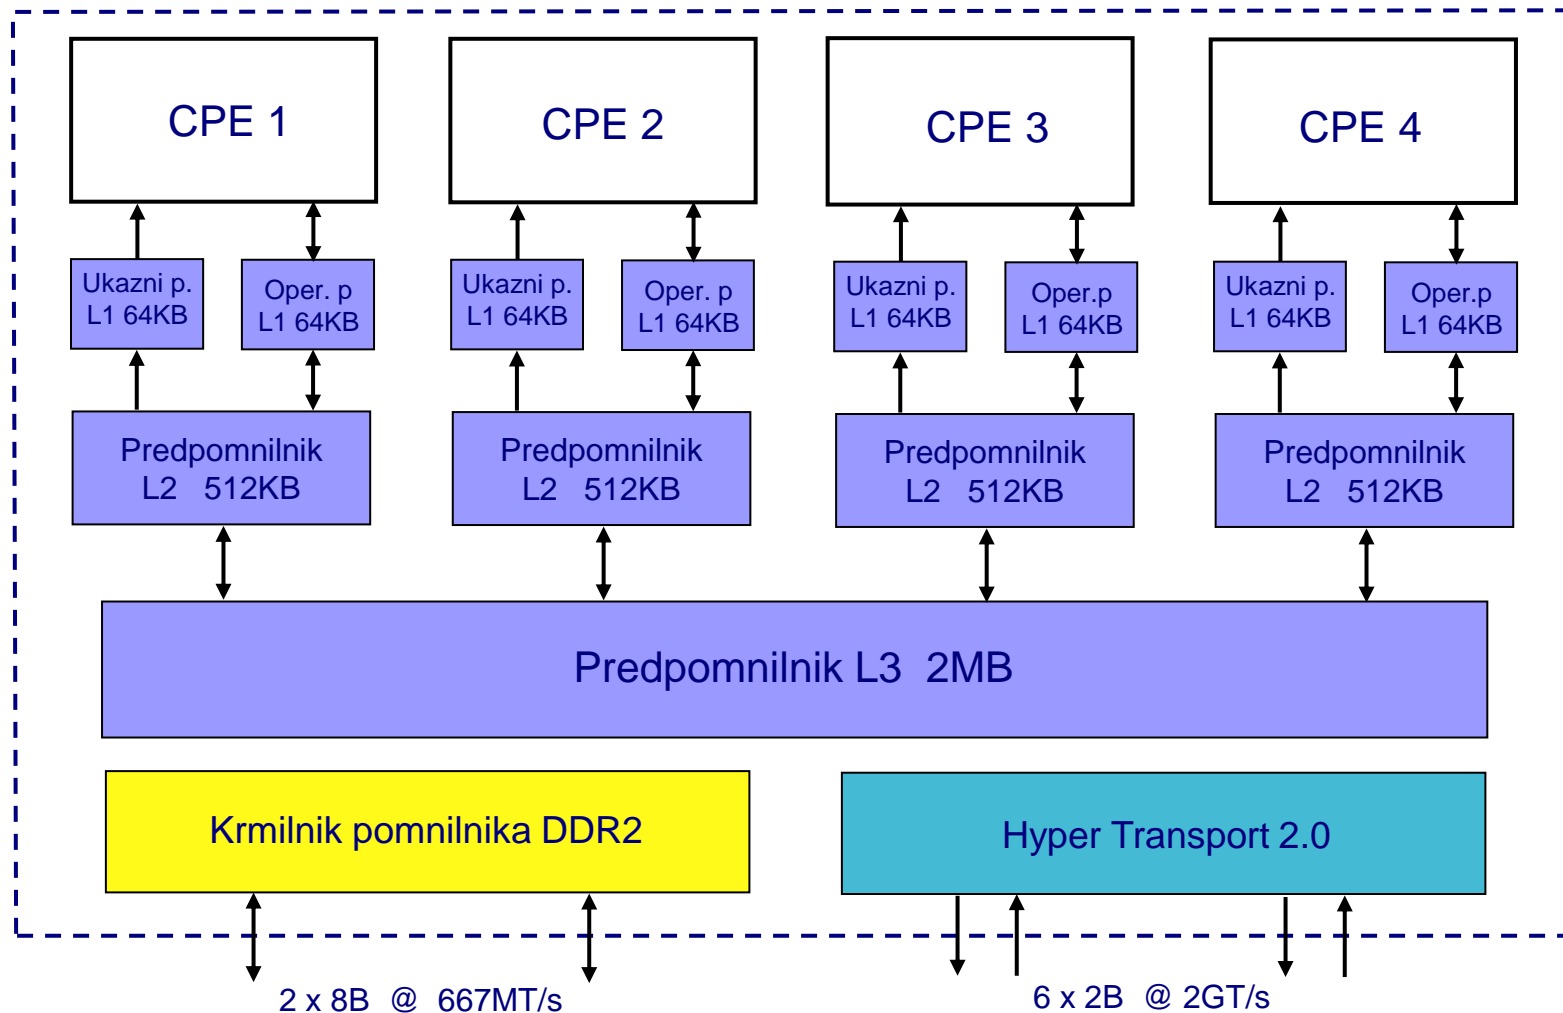 CPE 1
CPE 2
CPE 3
CPE 4
Ukazni p.
L1 64KB
Oper. p
L1 64KB
Ukazni p.
L1 64KB
Oper. p
L1 64KB
Ukazni p.
L1 64KB
Oper.p
L1 64KB
Ukazni p.
L1 64KB
Oper.p
L1 64KB
Predpomnilnik
L2 512KB
Predpomnilnik
L2 512KB
Predpomnilnik
L2 512KB
Predpomnilnik
L2 512KB
Predpomnilnik L3 2MB
Krmilnik pomnilnika DDR2
Hyper Transport 2.0
2 x 8B @ 667MT/s
6 x 2B @ 2GT/s